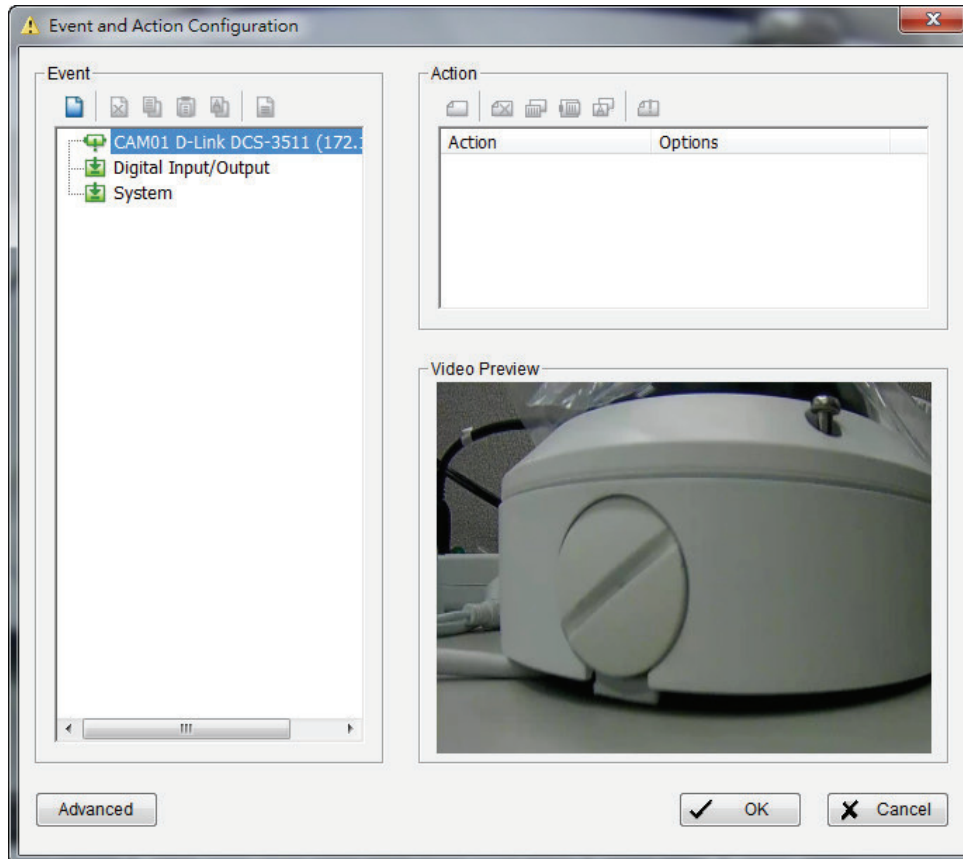 Event and Action Configuration
Event
CAM01 D-Link DCS-3511 (172.
Digital Input/Output
System
Action
Action Options
Video Preview
Advanced
OK
Cancel